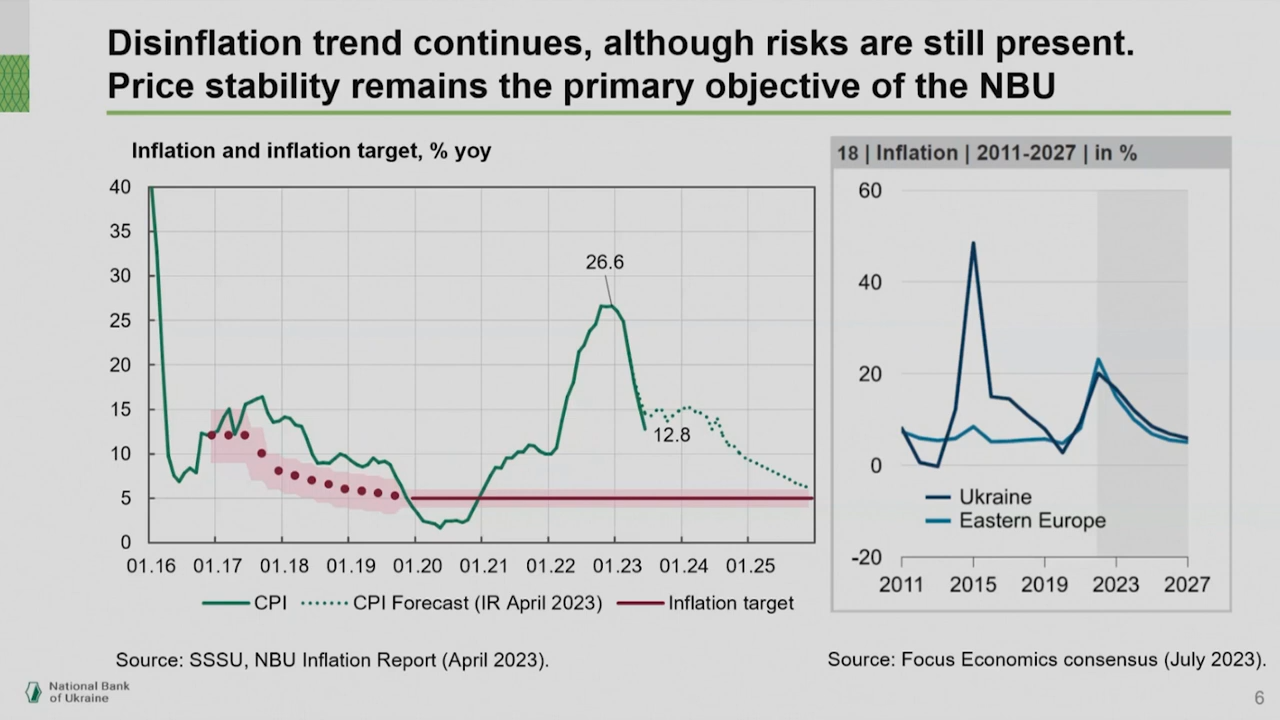 Disinflation trend continues, although risks are still present.
Price stability remains the primary objective of the NBU
Inflation and inflation target, % yoy
40
35
30
25
20
15
10
5
0
26.6
12.8
01.16 01.17 01.18 01.19 01.20 01.21 01.22 01.23 01.24 01.25
CPI CPI Forecast (IR April 2023) Inflation target
Source: SSSU, NBU Inflation Report (April 2023).
18 | Inflation | 2011-2027 | in %
60
40
20
0
-20
Ukraine
Eastern Europe
2011 2015 2019 2023 2027
Source: Focus Economics consensus (July 2023).
National Bank
of Ukraine
6